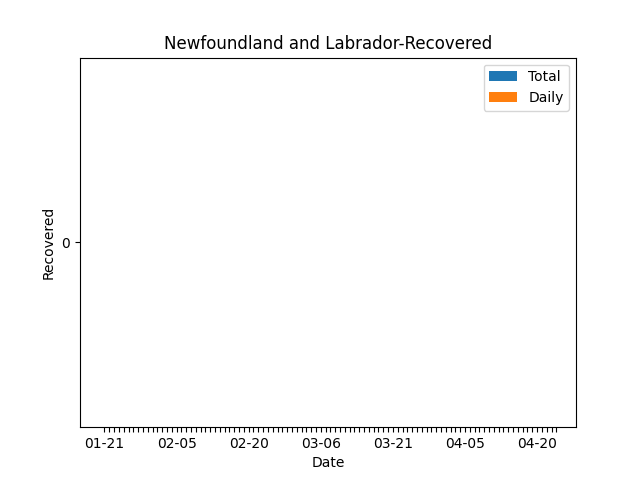 Newfoundland and Labrador-Recovered
Total
Daily
Recovered
0
01-21 02-05 02-20 03-06 03-21 04-05 04-20
Date